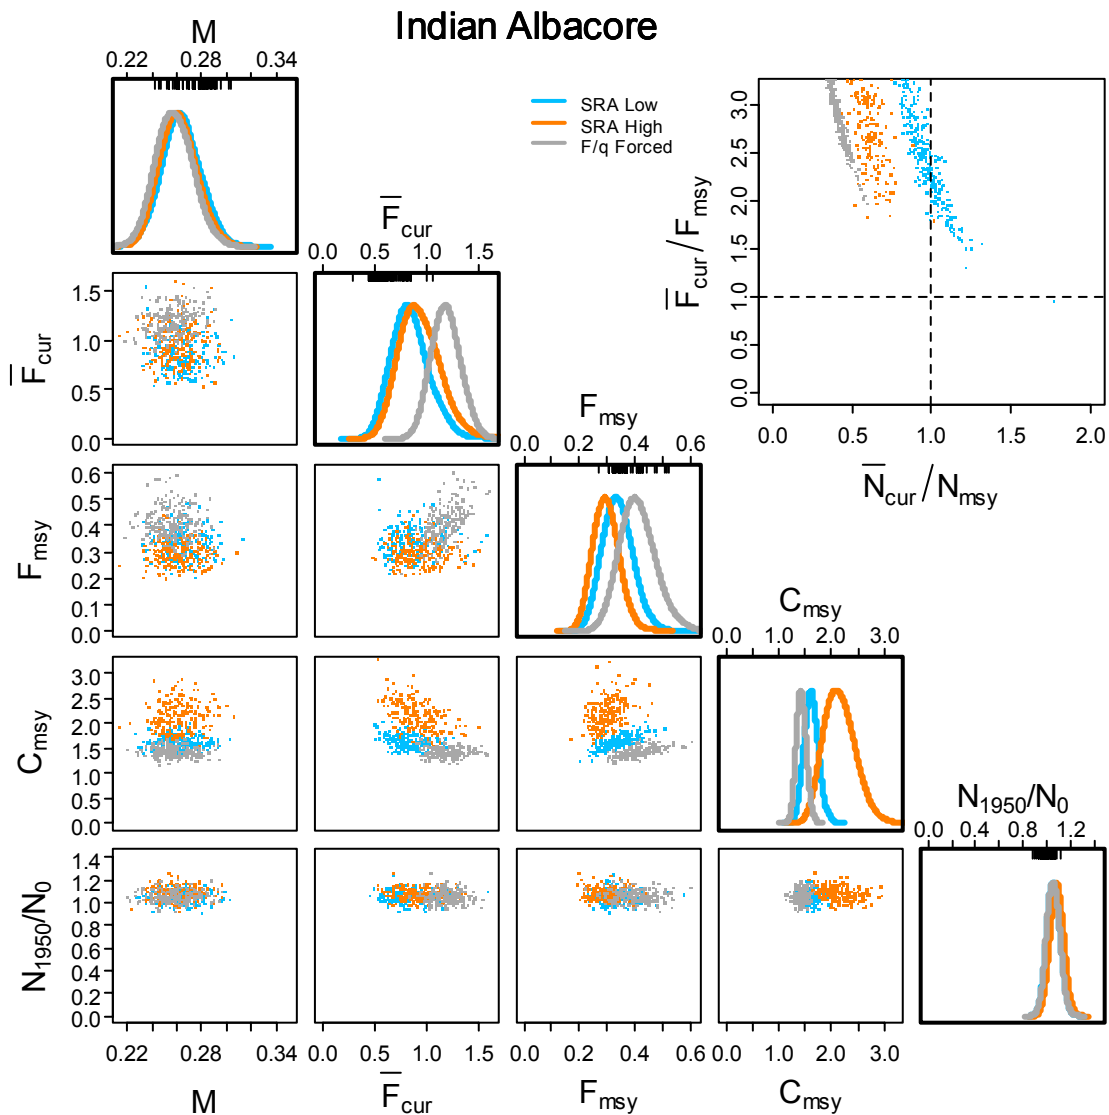 Indian Albacore
M
0.22 0.28 0.34
SRA Low
SRA High
F/q Forced
3.0
2.5
2.0
1.5
1.0
0.5
0.0
F̅cur / Fmsy
0.0 0.5 1.0 1.5 2.0
N̅cur / Nmsy
F̅cur
0.0 0.5 1.0 1.5
F̅cur
1.5
1.0
0.5
0.0
Fmsy
0.0 0.2 0.4 0.6
Fmsy
0.6
0.5
0.4
0.3
0.2
0.1
0.0
Cmsy
0.0 1.0 2.0 3.0
Cmsy
3.0
2.5
2.0
1.5
1.0
0.5
0.0
N1950/N0
0.0 0.4 0.8 1.2
N1950/N0
1.4
1.2
1.0
0.8
0.6
0.4
0.2
0.0
0.22 0.28 0.34
0.0 0.5 1.0 1.5
0.0 0.2 0.4 0.6
0.0 1.0 2.0 3.0
M
F̅cur
Fmsy
Cmsy